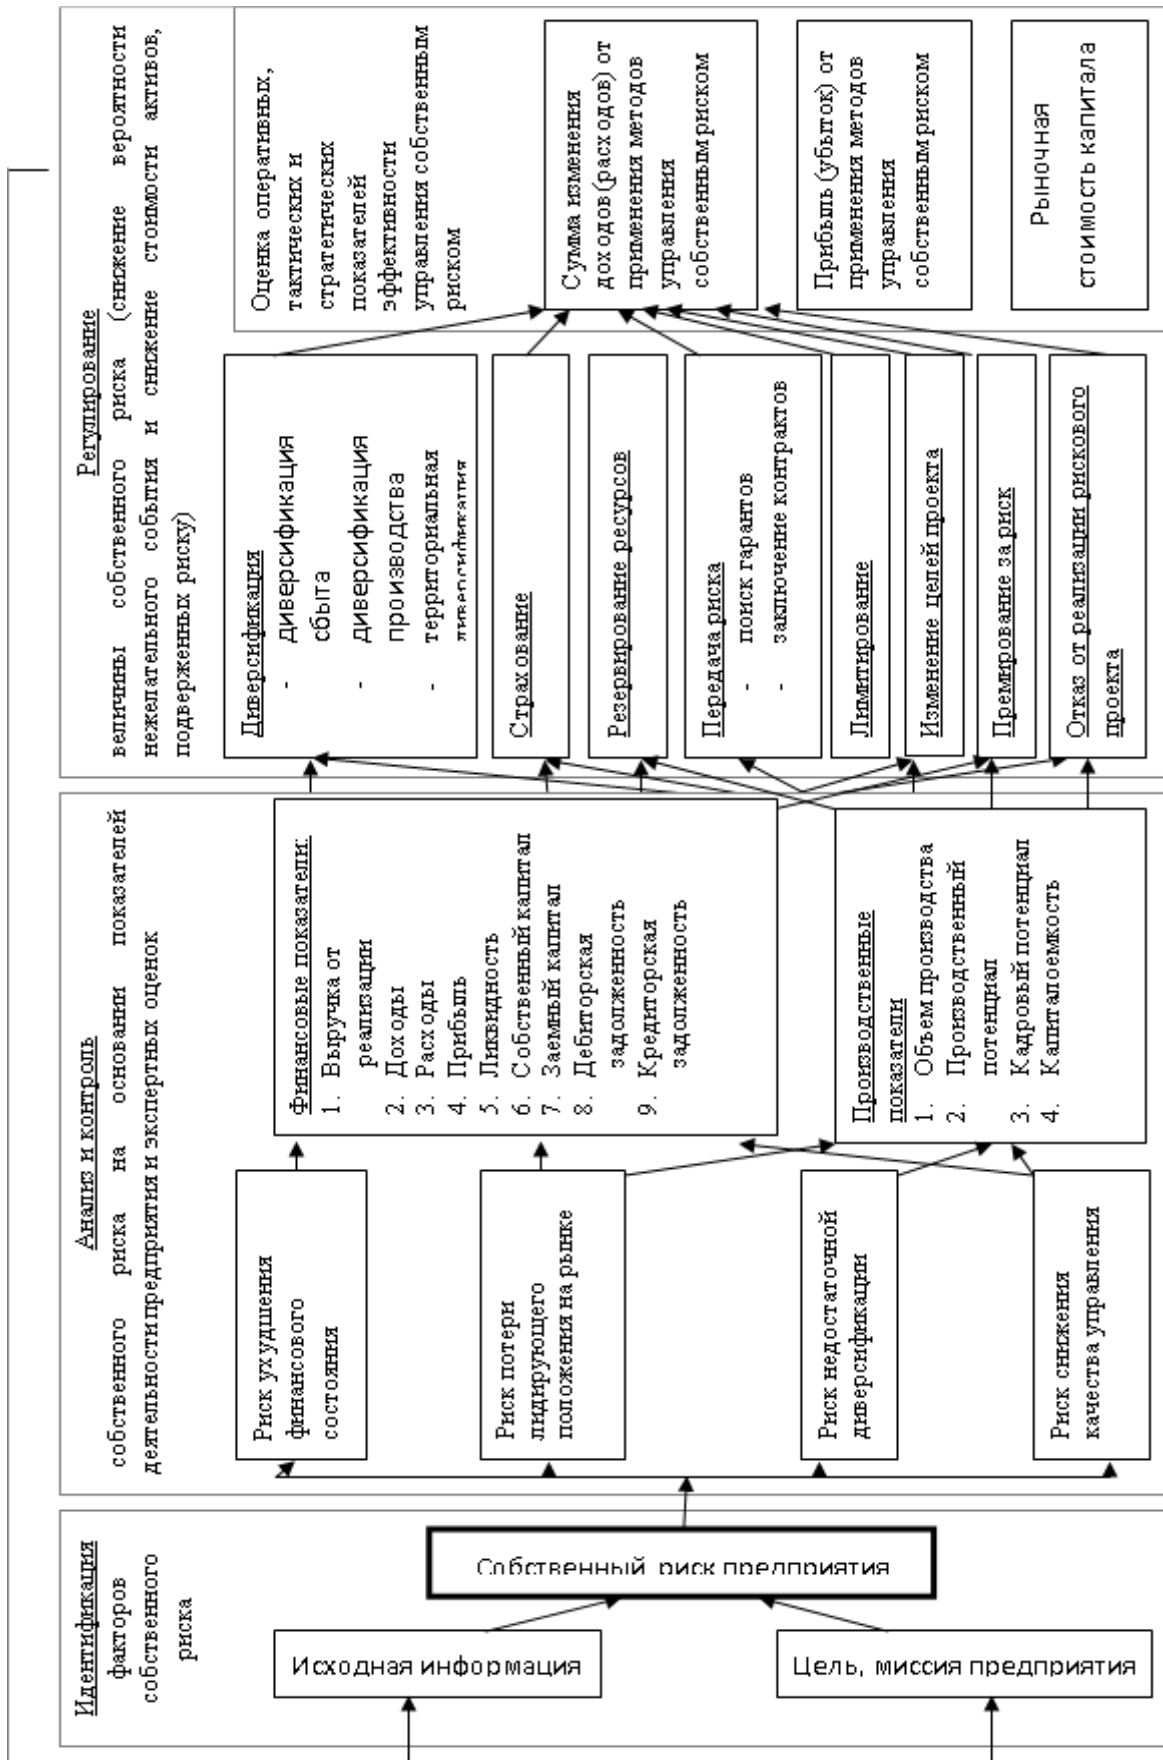 Идентификация
факторов
собственного
риска
Исходная информация
Цель, миссия предприятия
Собственный риск предприятия
Анализ и контроль
собственного риска на основании показателей
деятельности предприятия и экспертных оценок
Риск ухудшения
финансового
состояния
Риск потери
лидирующего
положения на рынке
Риск недостаточной
диверсификации
Риск снижения
качества управления
Финансовые показатели:
1. Выручка от
реализации
2. Доходы
3. Расходы
4. Прибыль
5. Ликвидность
6. Собственный капитал
7. Заемный капитал
8. Дебиторская
задолженность
9. Кредиторская
задолженность
Производственные
показатели
1. Объем производства
2. Производственный
потенциал
3. Кадровый потенциал
4. Капиталоемкость
Регулирование
величины собственного риска (снижение вероятности
нежелательного события и снижение стоимости активов,
подверженных риску)
Диверсификация
- диверсификация
сбыта
- диверсификация
производства
- территориальная
диверсификация
Страхование
Резервирование ресурсов
Передача риска
- поиск гарантов
- заключение контрактов
Лимитирование
Изменение целей проекта
Премирование за риск
Отказ от реализации рискового
проекта
Оценка оперативных,
тактических и
стратегических
показателей
эффективности
управления собственным
риском
Сумма изменения
доходов (расходов) от
применения методов
управления
собственным риском
Прибыль (убыток) от
применения методов
управления
собственным риском
Рыночная
стоимость капитала